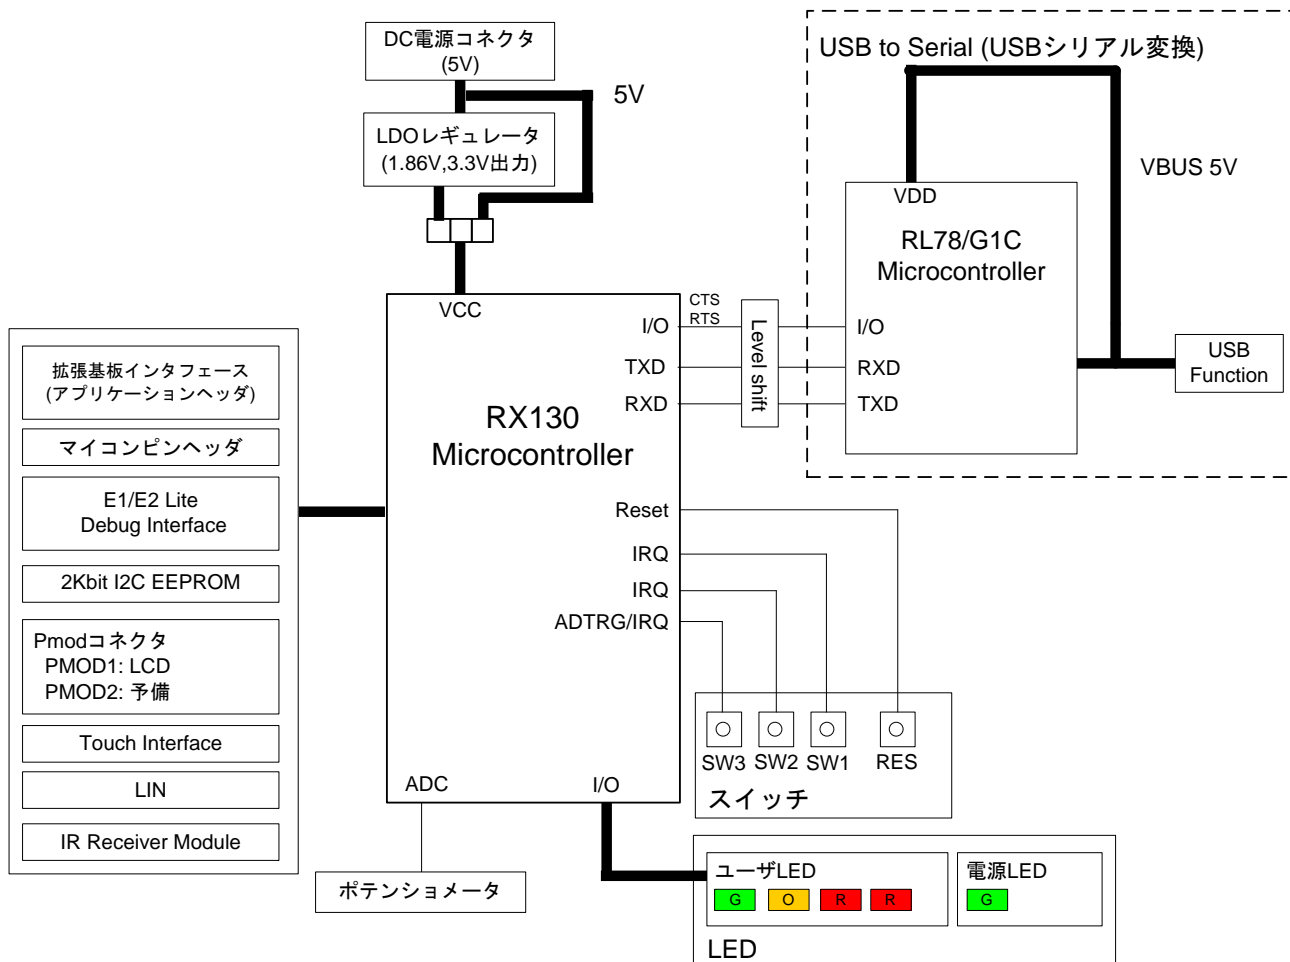 DC電源コネクタ
(5V)
5V
LDOレギュレータ
(1.86V,3.3V出力)
USB to Serial (USBシリアル変換)
VBUS 5V
VDD
RL78/G1C
Microcontroller
I/O
RXD
TXD
USB
Function
Level shift
CTS
RTS
VCC
I/O
TXD
RXD
RX130
Microcontroller
Reset
IRQ
IRQ
ADTRG/IRQ
ADC
I/O
拡張基板インタフェース
(アプリケーションヘッダ)
マイコンピンヘッダ
E1/E2 Lite
Debug Interface
2Kbit I2C EEPROM
Pmodコネクタ
PMOD1: LCD
PMOD2: 予備
Touch Interface
LIN
IR Receiver Module
SW3 SW2 SW1 RES
スイッチ
ポテンショメータ
ユーザLED
G O R R
電源LED
G
LED